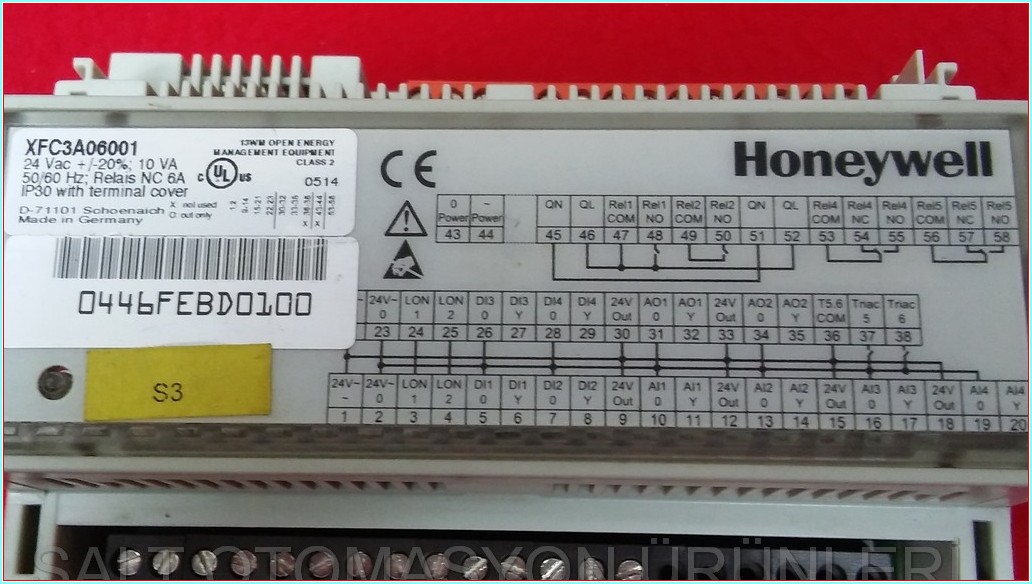 XFC3A06001
24 Vac +/-20%; 10 VA
50/60 Hz; Relais NC 6A
IP30 with terminal cover
D-71101 Schoenaich
Made in Germany
X: not used
O: out only
13WM OPEN ENERGY
MANAGEMENT EQUIPMENT
CLASS 2
C UL US
0514
0446FEBD0100
S3
CE
Honeywell
0 ~ QN QL Rel1 Rel1 Rel2 Rel2 QN QL Rel4 Rel4 Rel4 Rel5 Rel5 Rel5
Power Power COM NO COM NO COM NC NO COM NC NO
43 44 45 46 47 48 49 50 51 52 53 54 55 56 57 58
~ 24V~ LON LON DI3 DI3 DI4 DI4 24V AO1 AO1 24V AO2 AO2 T5,6 Triac Triac
0 1 2 0 Y 0 Y Out 0 Y Out 0 Y COM 5 6
23 24 25 26 27 28 29 30 31 32 33 34 35 36 37 38
24V~ 24V~ LON LON DI1 DI1 DI2 DI2 24V AI1 AI1 24V AI2 AI2 24V AI3 AI3 24V AI4 AI4
~ 0 1 2 0 Y 0 Y Out 0 Y Out 0 Y Out 0 Y Out 0 Y
1 2 3 4 5 6 7 8 9 10 11 12 13 14 15 16 17 18 19 20
SALT OTOMASYON ÜRÜNLERİ